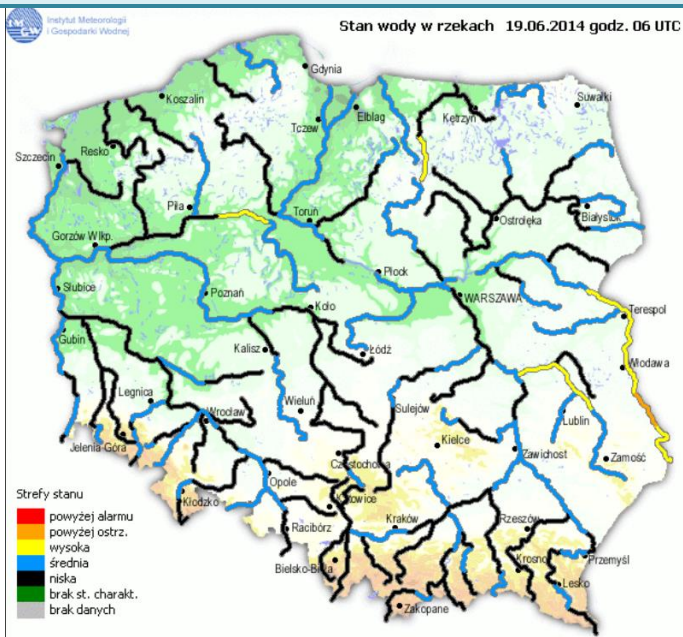 IMGW
Instytut Meteorologii
i Gospodarki Wodnej
Stan wody w rzekach 19.06.2014 godz. 06 UTC
Gdynia
Koszalin
Suwałki
Elbląg
Kętrzyn
Tczew
Resko
Szczecin
Piła
Toruń
Ostrołęka
Białystok
Gorzów Wlkp.
Płock
Słubice
Poznań
WARSZAWA
Koło
Terespol
Gubin
Kalisz
Łódź
Włodawa
Legnica
Wieluń
Sulejów
Wrocław
Lublin
Jelenia-Góra
Kielce
Zawichost
Zamość
Częstochowa
Opole
Kłodzko
Katowice
Racibórz
Kraków
Rzeszów
Bielsko-Biała
Krosno
Przemyśl
Lesko
Zakopane
Strefy stanu
powyżej alarmu
powyżej ostrz.
wysoka
średnia
niska
brak st. charakt.
brak danych